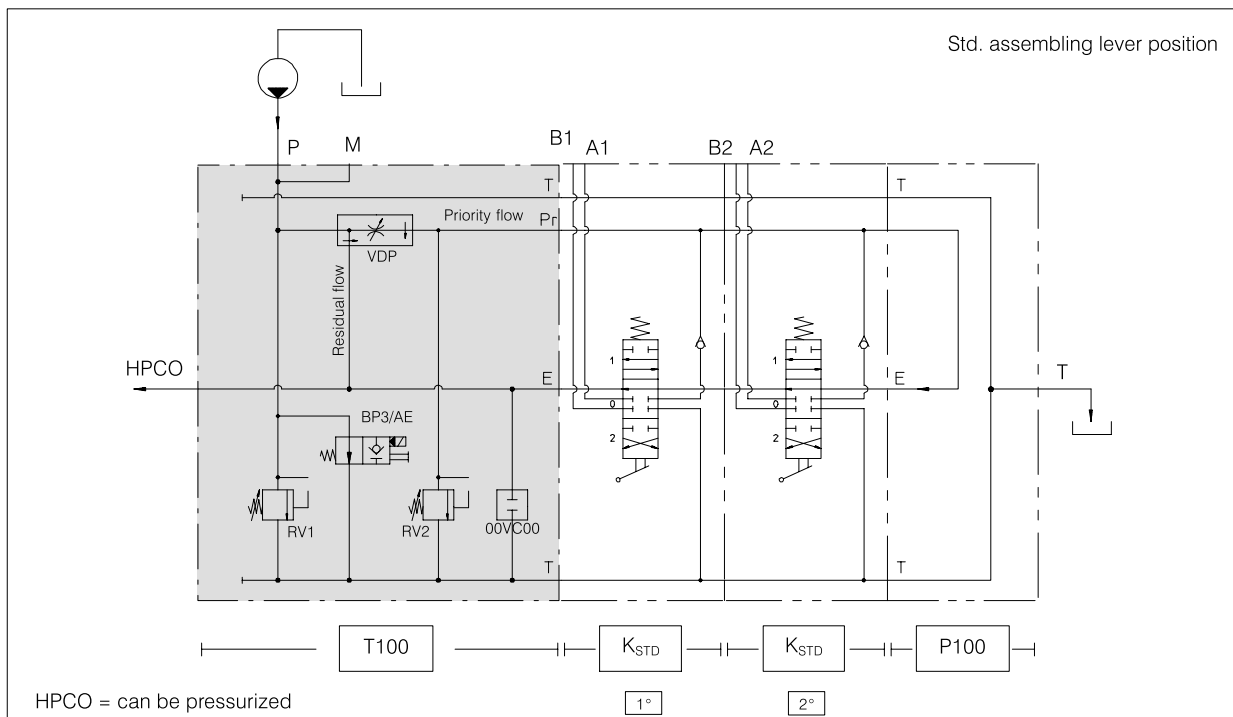 Std. assembling lever position
P
M
B1
A1
B2
A2
T
T
Priority flow
Pr
VDP
Residual flow
HPCO
E
E
T
1
1
0
0
2
2
BP3/AE
RV1
RV2
00VC00
T
T
T100
KSTD
KSTD
P100
1°
2°
HPCO = can be pressurized